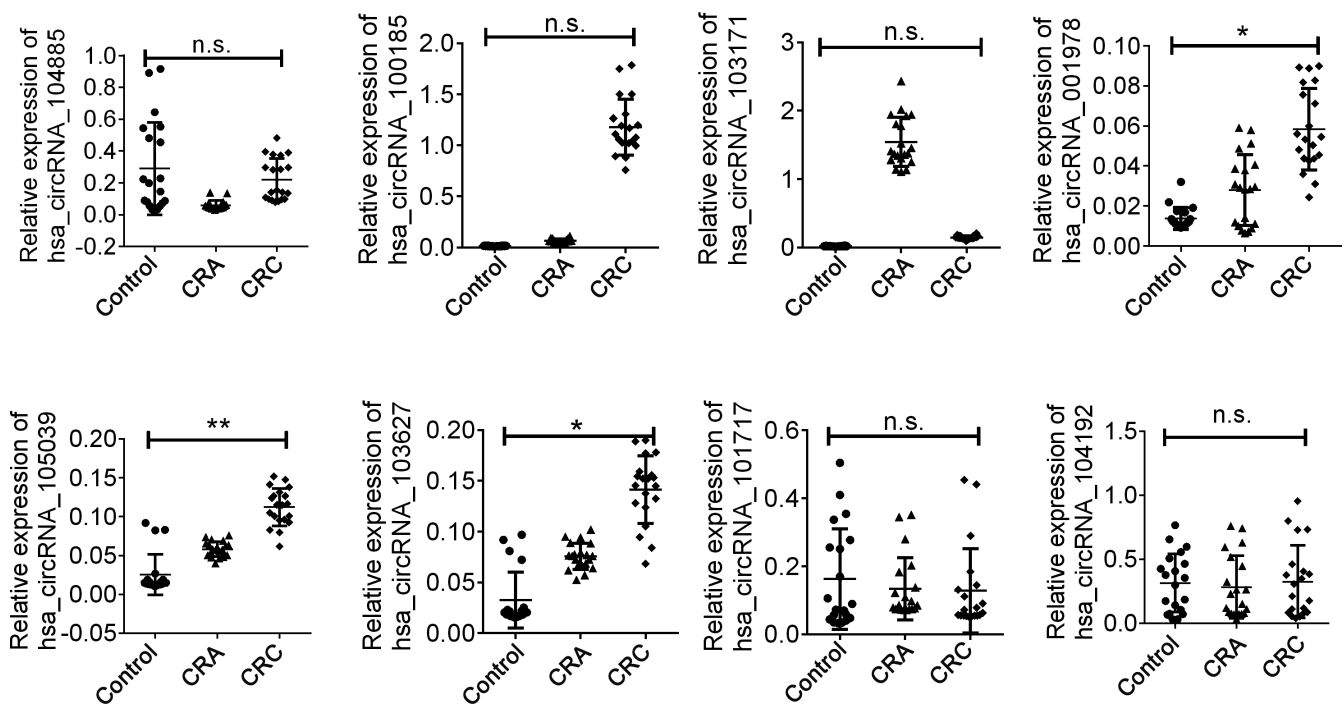 Relative expression of
hsa_circRNA_104885
n.s.
1.0
0.8
0.6
0.4
0.2
0.0
-0.2
Control
CRA
CRC
Relative expression of
hsa_circRNA_100185
n.s.
2.0
1.5
1.0
0.5
0.0
Control
CRA
CRC
Relative expression of
hsa_circRNA_103171
n.s.
3
2
1
0
Control
CRA
CRC
Relative expression of
hsa_circRNA_001978
*
0.10
0.08
0.06
0.04
0.02
0.00
Control
CRA
CRC
Relative expression of
hsa_circRNA_105039
**
0.20
0.15
0.10
0.05
0.00
-0.05
Control
CRA
CRC
Relative expression of
hsa_circRNA_103627
*
0.20
0.15
0.10
0.05
0.00
Control
CRA
CRC
Relative expression of
hsa_circRNA_101717
n.s.
0.6
0.4
0.2
0.0
Control
CRA
CRC
Relative expression of
hsa_circRNA_104192
n.s.
1.5
1.0
0.5
0.0
Control
CRA
CRC